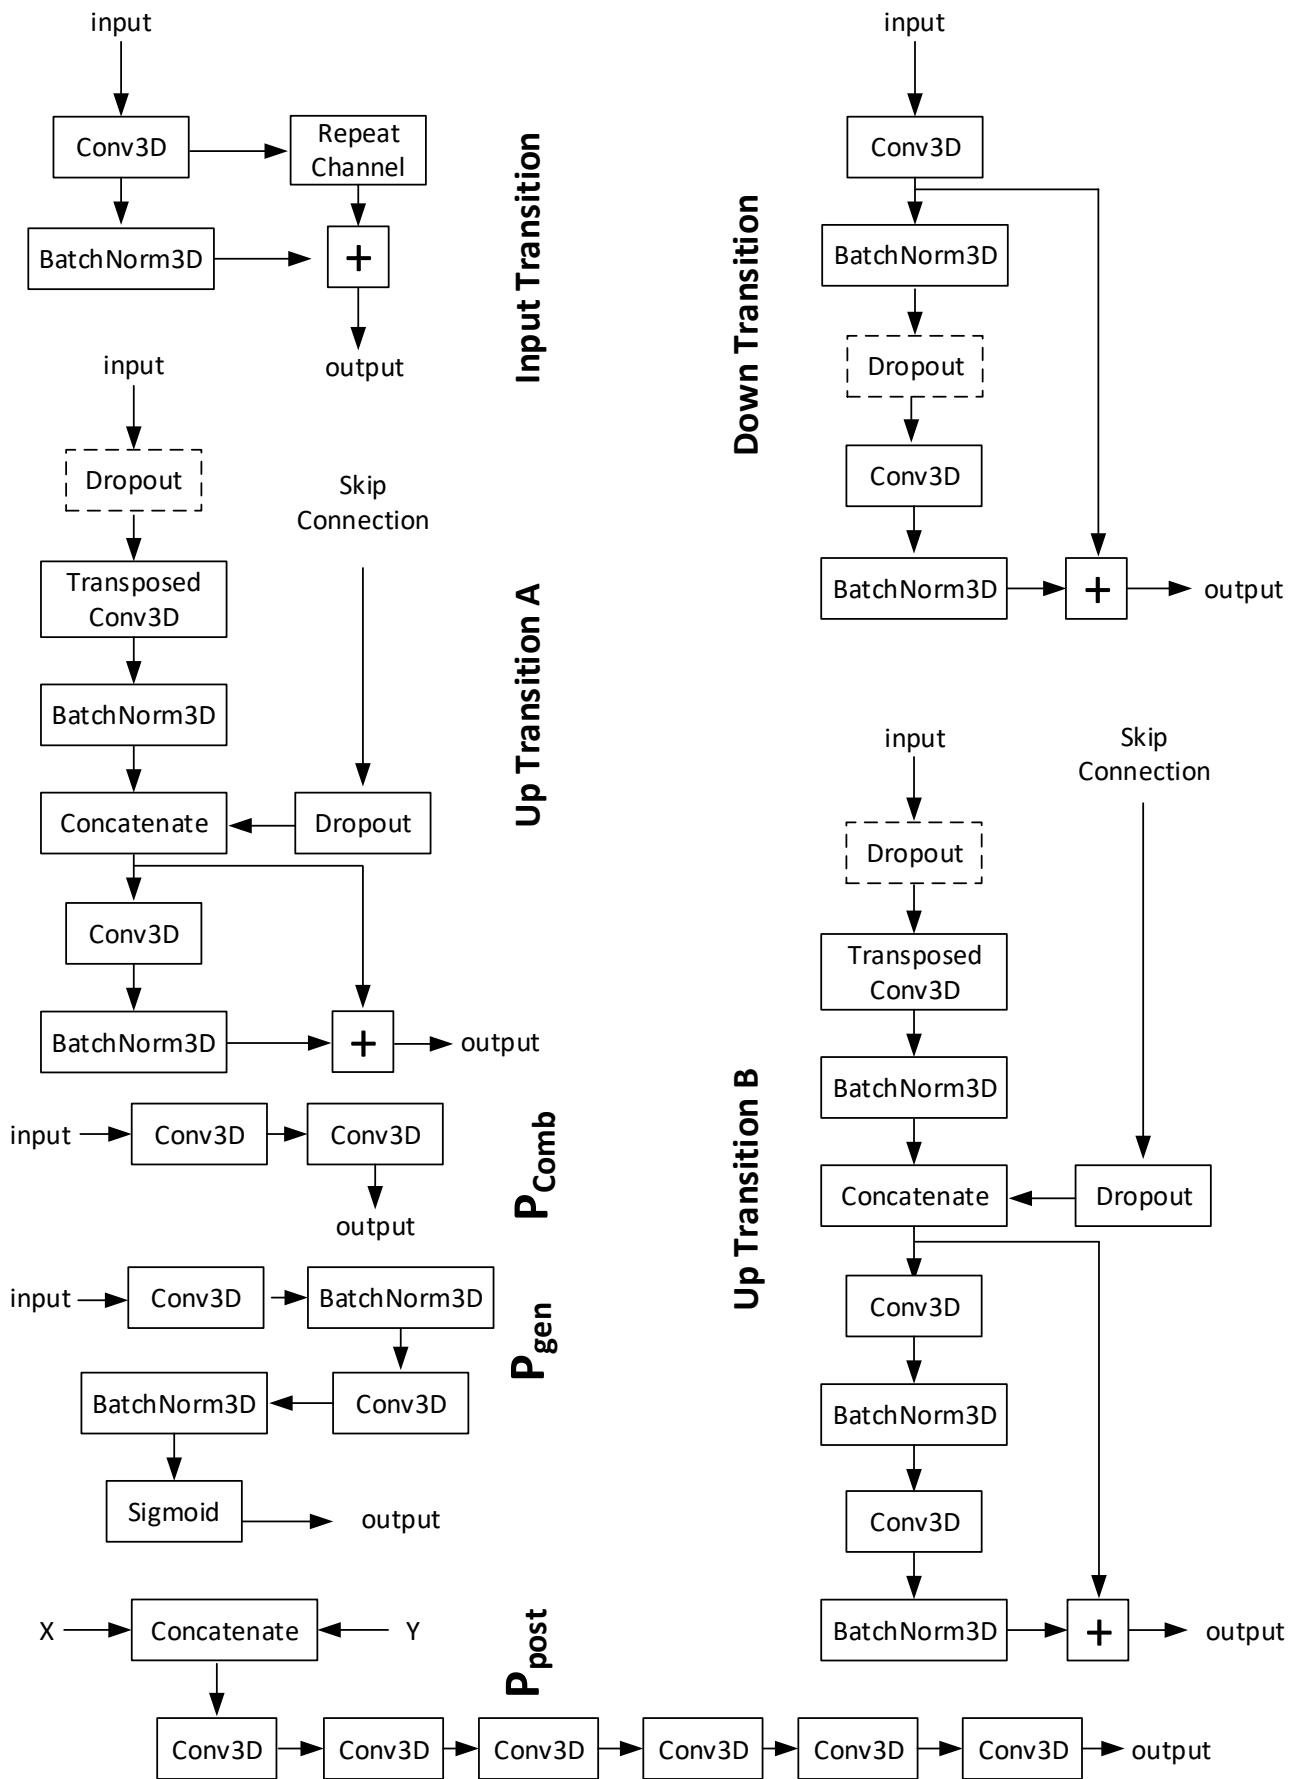 input
Conv3D
Repeat
Channel
BatchNorm3D
+
output
Input Transition
input
Conv3D
BatchNorm3D
Dropout
Conv3D
BatchNorm3D
+
output
Down Transition
input
Dropout
Skip
Connection
Transposed
Conv3D
BatchNorm3D
Concatenate
Dropout
Conv3D
BatchNorm3D
+
output
Up Transition A
input
Skip
Connection
Dropout
Transposed
Conv3D
BatchNorm3D
Concatenate
Dropout
Conv3D
BatchNorm3D
Conv3D
BatchNorm3D
+
output
Up Transition B
input
Conv3D
Conv3D
output
PComb
input
Conv3D
BatchNorm3D
BatchNorm3D
Conv3D
Sigmoid
output
Pgen
X
Concatenate
Y
Ppost
Conv3D
Conv3D
Conv3D
Conv3D
Conv3D
Conv3D
output